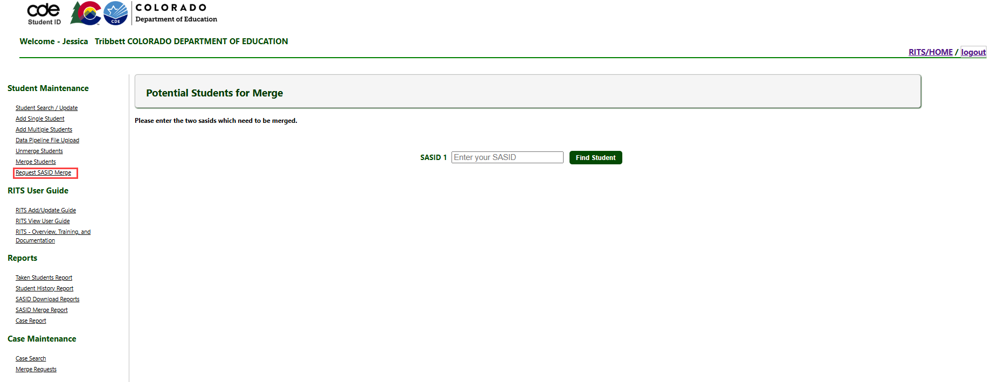 cde
Student ID
CDE
COLORADO
Department of Education
Welcome - Jessica Tribbett COLORADO DEPARTMENT OF EDUCATION
RITS/HOME / logout
Student Maintenance
Student Search / Update
Add Single Student
Add Multiple Students
Data Pipeline File Upload
Unmerge Students
Merge Students
Request SASID Merge
RITS User Guide
RITS Add/Update Guide
RITS View User Guide
RITS - Overview, Training, and
Documentation
Reports
Taken Students Report
Student History Report
SASID Download Reports
SASID Merge Report
Case Report
Case Maintenance
Case Search
Merge Requests
Potential Students for Merge
Please enter the two sasids which need to be merged.
SASID 1 Enter your SASID Find Student